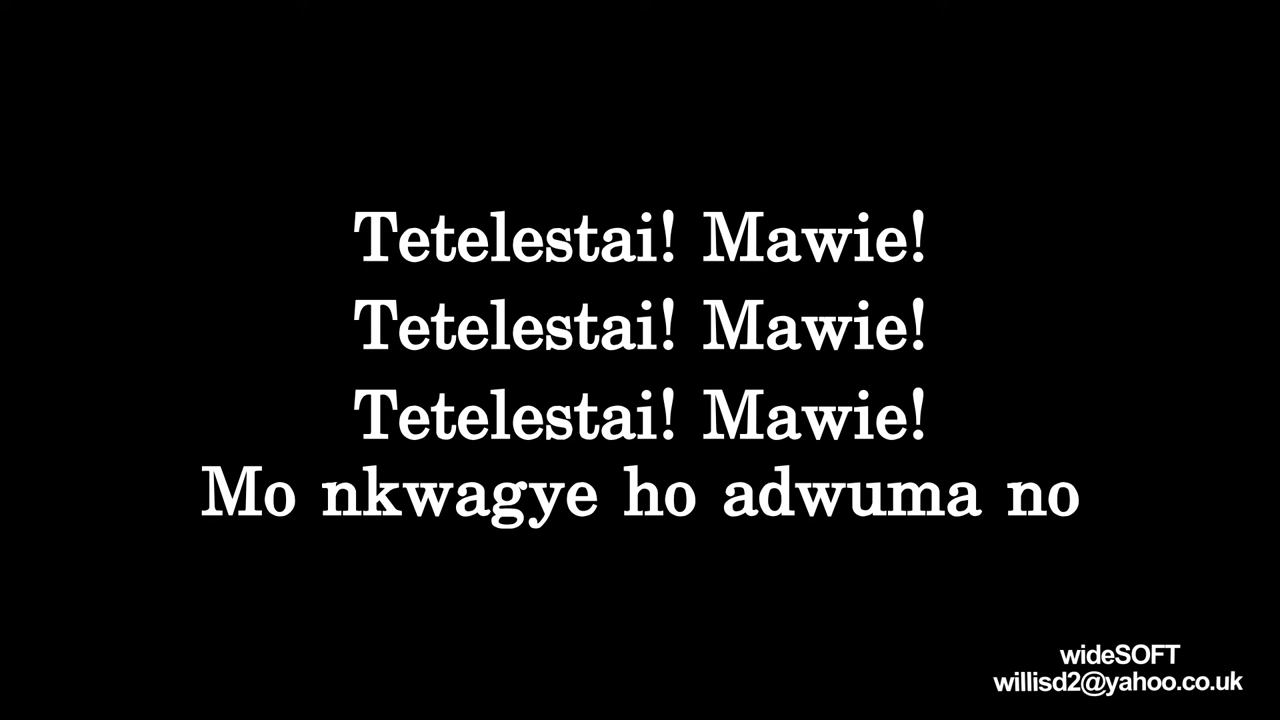 Tetelestai! Mawie!
Tetelestai! Mawie!
Tetelestai! Mawie!
Mo nkwagye ho adwuma no
wideSOFT
willisd2@yahoo.co.uk